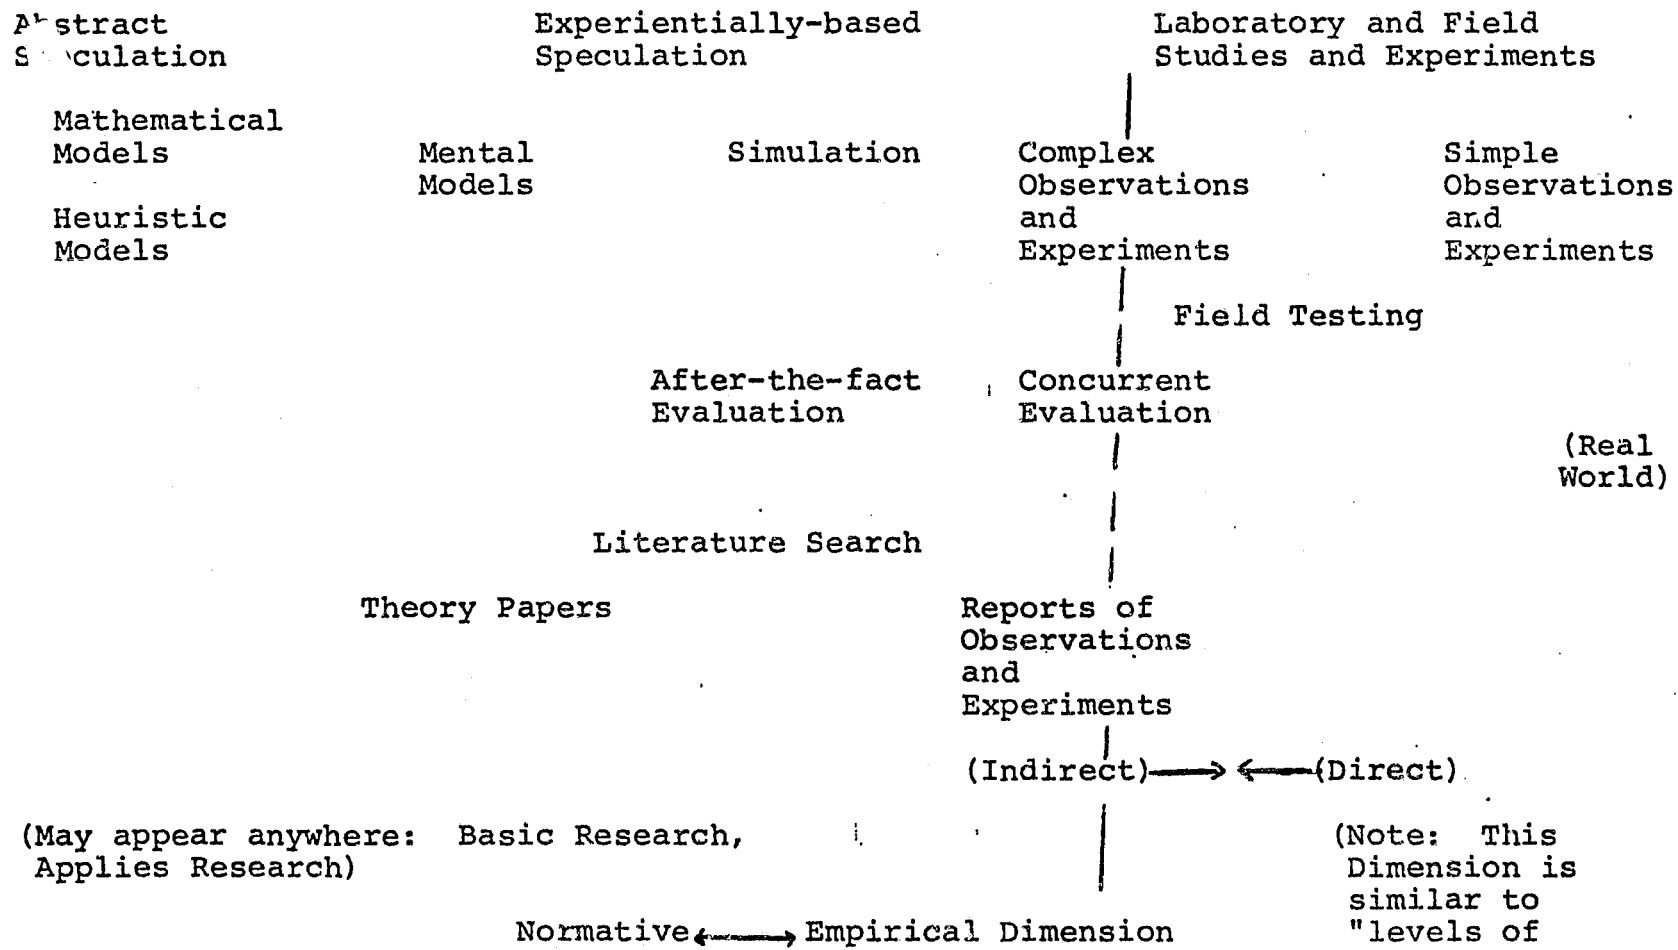 Abstract Experientially-based Laboratory and Field
Speculation Speculation Studies and Experiments
Mathematical
Models Mental Simulation Complex Simple
Models Observations Observations
Heuristic and and
Models Experiments Experiments
Field Testing
After-the-fact Concurrent
Evaluation Evaluation
(Real
World)
Literature Search
Theory Papers Reports of
Observations
and
Experiments
(Indirect) (Direct)
(May appear anywhere: Basic Research, (Note: This
Applies Research) Dimension is
similar to
Normative Empirical Dimension "levels of